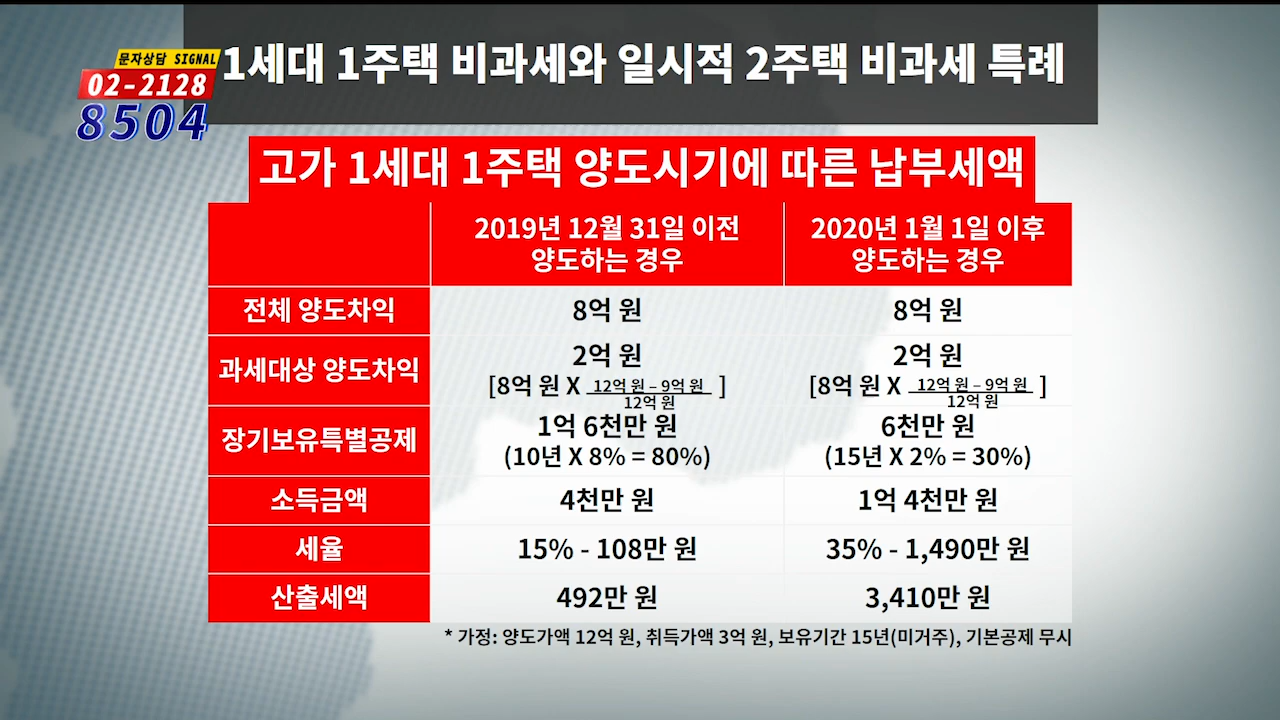 1세대 1주택 비과세와 일시적 2주택 비과세 특례
문자상담 SIGNAL
02-2128
8504
고가 1세대 1주택 양도시기에 따른 납부세액
2019년 12월 31일 이전
양도하는 경우
2020년 1월 1일 이후
양도하는 경우
전체 양도차익
8억 원
8억 원
과세대상 양도차익
2억 원
[8억 원 X 12억 원 – 9억 원 ]
12억 원
2억 원
[8억 원 X 12억 원 – 9억 원 ]
12억 원
장기보유특별공제
1억 6천만 원
(10년 X 8% = 80%)
6천만 원
(15년 X 2% = 30%)
소득금액
4천만 원
1억 4천만 원
세율
15% - 108만 원
35% - 1,490만 원
산출세액
492만 원
3,410만 원
* 가정: 양도가액 12억 원, 취득가액 3억 원, 보유기간 15년(미거주), 기본공제 무시